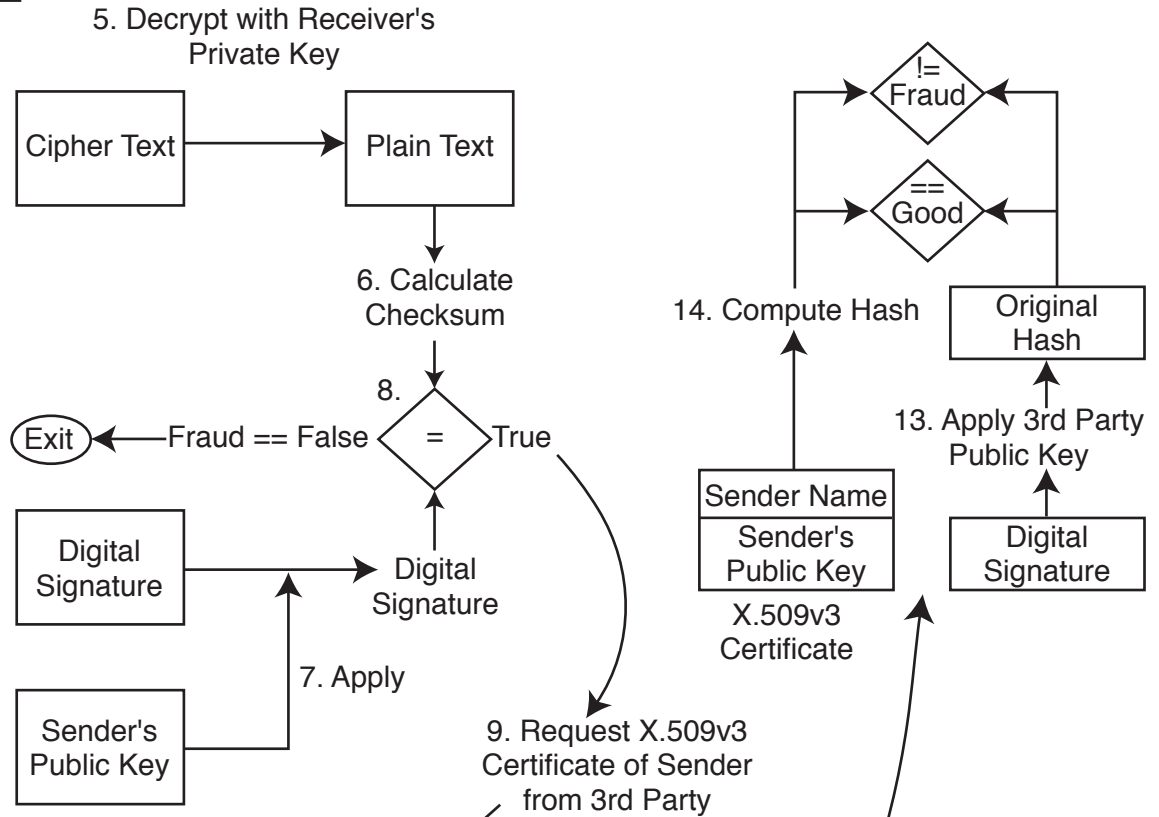 5. Decrypt with Receiver's
Private Key
Cipher Text
Plain Text
6. Calculate
Checksum
8.
Exit
Fraud == False
=
True
Digital
Signature
Digital
Signature
7. Apply
Sender's
Public Key
9. Request X.509v3
Certificate of Sender
from 3rd Party
!=
Fraud
==
Good
14. Compute Hash
Original
Hash
13. Apply 3rd Party
Public Key
Sender Name
Sender's
Public Key
X.509v3
Certificate
Digital
Signature